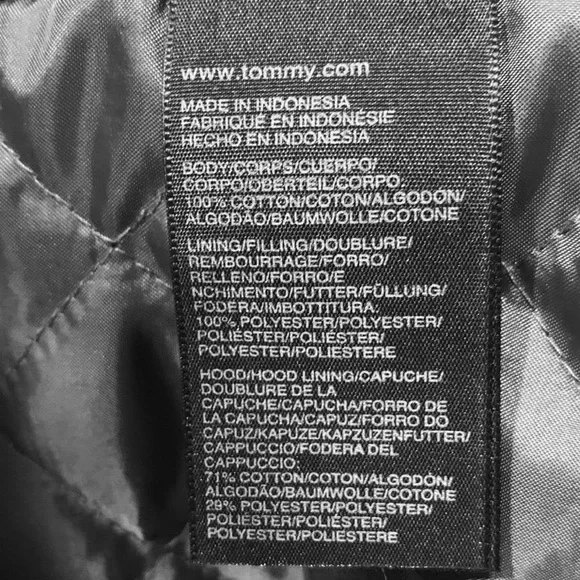 www.tommy.com
MADE IN INDONESIA
FABRIQUÉ EN INDONÉSIE
HECHO EN INDONESIA
BODY/CORPS/CUERPO/
CORPO/OBERTEIL/CORPO:
100% COTTON/COTON/ALGODÓN/
ALGODÃO/BAUMWOLLE/COTONE
LINING/FILLING/DOUBLURE/
REMBOURRAGE/FORRO/
RELLENO/FORRO/E
NCHIMENTO/FUTTER/FÜLLUNG/
FODERA/IMBOTTITURA:
100% POLYESTER/POLYESTER/
POLIÉSTER/POLIÉSTER/
POLYESTER/POLIESTERE
HOOD/HOOD LINING/CAPUCHE/
DOUBLURE DE LA
CAPUCHE/CAPUCHA/FORRO DE
LA CAPUCHA/CAPUZ/FORRO DO
CAPUZ/KAPUZE/KAPZUZENFUTTER/
CAPPUCCIO/FODERA DEL
CAPPUCCIO:
71% COTTON/COTON/ALGODÓN/
ALGODÃO/BAUMWOLLE/COTONE
29% POLYESTER/POLYESTER/
POLIÉSTER/POLIÉSTER/
POLYESTER/POLIESTERE